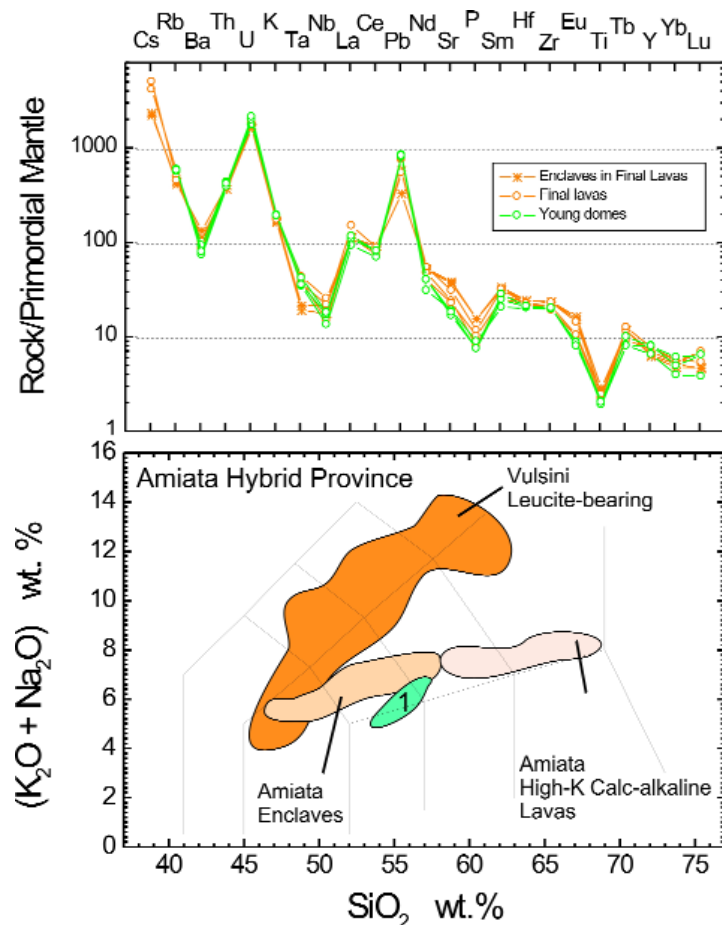 Cs Rb Ba Th U K Ta Nb La Ce Pb Nd Sr P Sm Hf Zr Eu Ti Tb Y Yb Lu
Rock/Primordial Mantle
1000
100
10
1
Enclaves in Final Lavas
Final lavas
Young domes
(K₂O + Na₂O) wt. %
16
14
12
10
8
6
4
2
0
Amiata Hybrid Province
Vulsini
Leucite-bearing
1
Amiata
Enclaves
Amiata
High-K Calc-alkaline
Lavas
40 45 50 55 60 65 70 75
SiO₂ wt.%